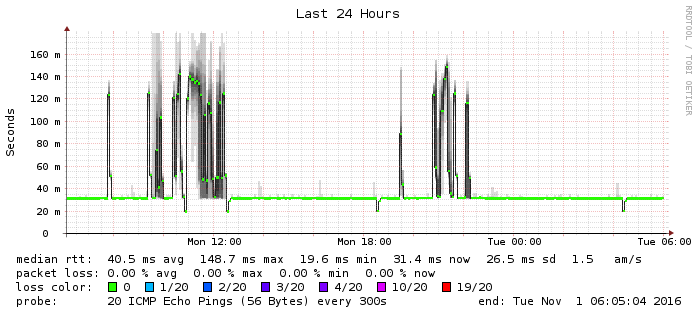 Last 24 Hours
RRDTOOL / TOBI OETIKER
Seconds
160 m
140 m
120 m
100 m
80 m
60 m
40 m
20 m
0
Mon 12:00 Mon 18:00 Tue 00:00 Tue 06:00
median rtt: 40.5 ms avg 148.7 ms max 19.6 ms min 31.4 ms now 26.5 ms sd 1.5 am/s
packet loss: 0.00 % avg 0.00 % max 0.00 % min 0.00 % now
loss color: 0 1/20 2/20 3/20 4/20 10/20 19/20
probe: 20 ICMP Echo Pings (56 Bytes) every 300s end: Tue Nov 1 06:05:04 2016